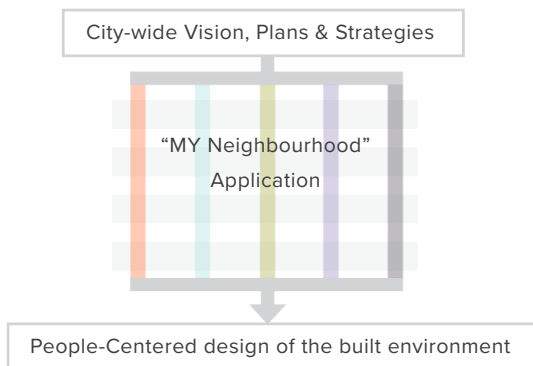 City-wide Vision, Plans & Strategies
“MY Neighbourhood”
Application
People-Centered design of the built environment